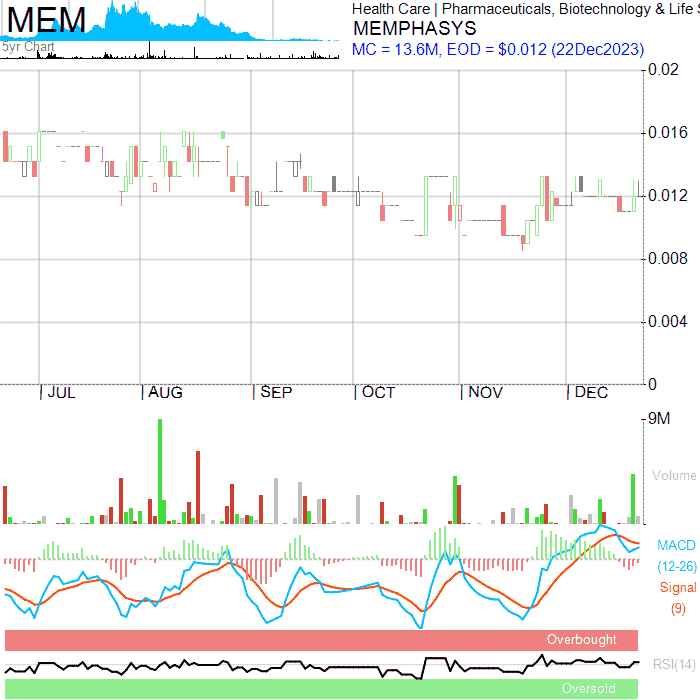 MEM
Health Care | Pharmaceuticals, Biotechnology & Life S
MEMPHASYS
5yr Chart
MC = 13.6M, EOD = $0.012 (22Dec2023)
0.02
0.016
0.012
0.008
0.004
0
JUL AUG SEP OCT NOV DEC
9M
Volume
MACD
(12-26)
Signal
(9)
Overbought
RSI(14)
Oversold